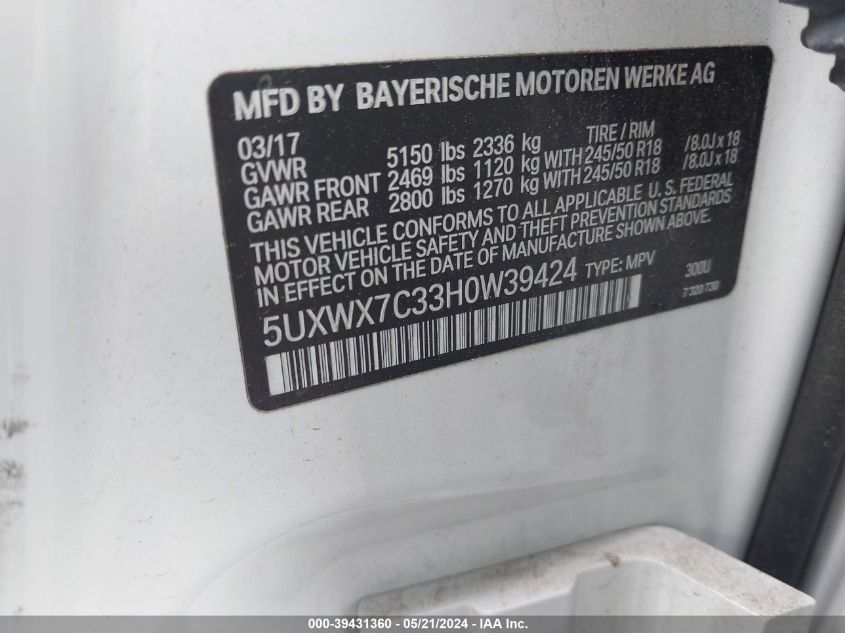 MFD BY BAYERISCHE MOTOREN WERKE AG
03/17 TIRE / RIM
GVWR 5150 lbs 2336 kg
GAWR FRONT 2469 lbs 1120 kg WITH 245/50 R18 /8.0J x 18
GAWR REAR 2800 lbs 1270 kg WITH 245/50 R18 /8.0J x 18
THIS VEHICLE CONFORMS TO ALL APPLICABLE U.S. FEDERAL
MOTOR VEHICLE SAFETY AND THEFT PREVENTION STANDARDS
IN EFFECT ON THE DATE OF MANUFACTURE SHOWN ABOVE.
5UXWX7C33H0W39424 TYPE: MPV 300U
7 320 730
000-39431360 - 05/21/2024 - IAA Inc.